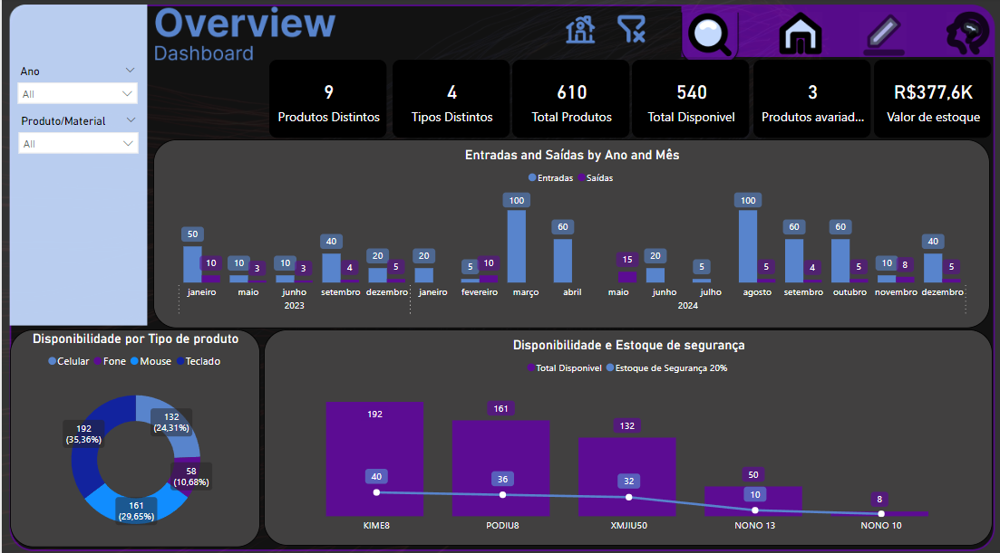 Overview
Dashboard
Ano
All
Produto/Material
All
9
Produtos Distintos
4
Tipos Distintos
610
Total Produtos
540
Total Disponivel
3
Produtos avariad...
R$377,6K
Valor de estoque
Entradas and Saídas by Ano and Mês
Entradas Saídas
50 10 10 3 10 3 40 4 20 5 20 5 10 100 60 15 20 5 100 5 60 4 60 5 10 8 40 5
janeiro maio junho setembro dezembro janeiro fevereiro março abril maio junho julho agosto setembro outubro novembro dezembro
2023 2024
Disponibilidade por Tipo de produto
Celular Fone Mouse Teclado
132
(24,31%)
58
(10,68%)
161
(29,65%)
192
(35,36%)
Disponibilidade e Estoque de segurança
Total Disponivel Estoque de Segurança 20%
192 161 132 50 8
40 36 32 10
KIME8 PODIU8 XMJIU50 NONO 13 NONO 10